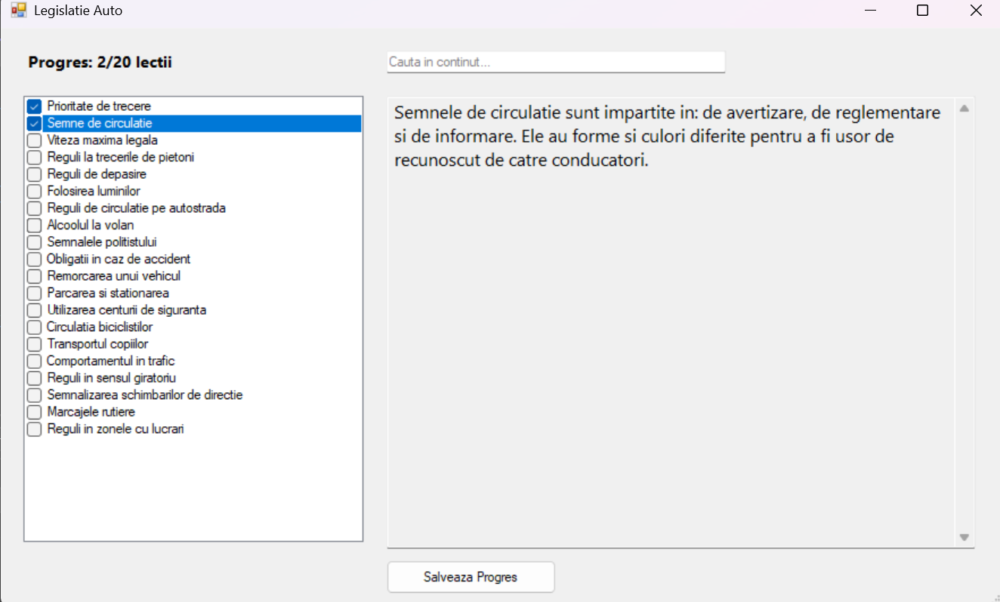 Legislatie Auto
Progres: 2/20 lectii
Cauta in continut...
Prioritate de trecere
Semne de circulatie
Viteza maxima legala
Reguli la trecerile de pietoni
Reguli de depasire
Folosirea luminilor
Reguli de circulatie pe autostrada
Alcoolul la volan
Semnalele politistului
Obligatii in caz de accident
Remorcarea unui vehicul
Parcarea si stationarea
Utilizarea centurii de siguranta
Circulatia biciclistilor
Transportul copiilor
Comportamentul in trafic
Reguli in sensul giratoriu
Semnalizarea schimbarilor de directie
Marcajele rutiere
Reguli in zonele cu lucrari
Semnele de circulatie sunt impartite in: de avertizare, de reglementare
si de informare. Ele au forme si culori diferite pentru a fi usor de
recunoscut de catre conducatori.
Salveaza Progres